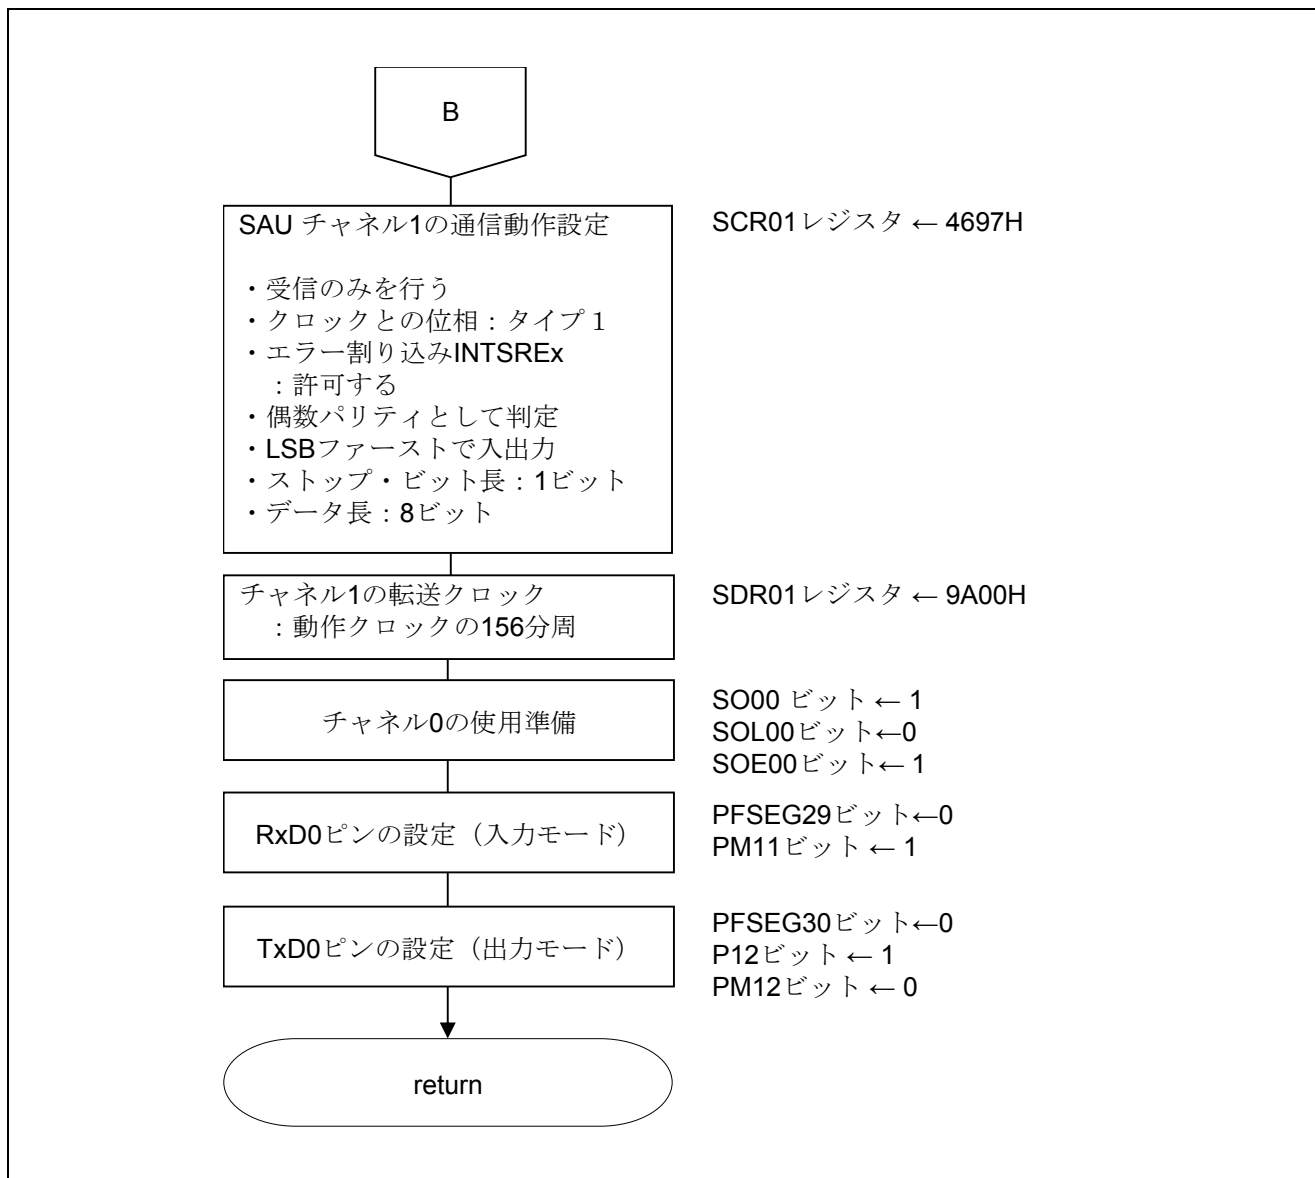 B
SAU チャネル1の通信動作設定
SCR01レジスタ ← 4697H
・受信のみを行う
・クロックとの位相：タイプ１
・エラー割り込みINTSREx
：許可する
・偶数パリティとして判定
・LSBファーストで入出力
・ストップ・ビット長：1ビット
・データ長：8ビット
チャネル1の転送クロック
：動作クロックの156分周
SDR01レジスタ ← 9A00H
チャネル0の使用準備
SO00 ビット ← 1
SOL00ビット←0
SOE00ビット← 1
RxD0ピンの設定（入力モード）
PFSEG29ビット←0
PM11ビット ← 1
TxD0ピンの設定（出力モード）
PFSEG30ビット←0
P12ビット ← 1
PM12ビット ← 0
return